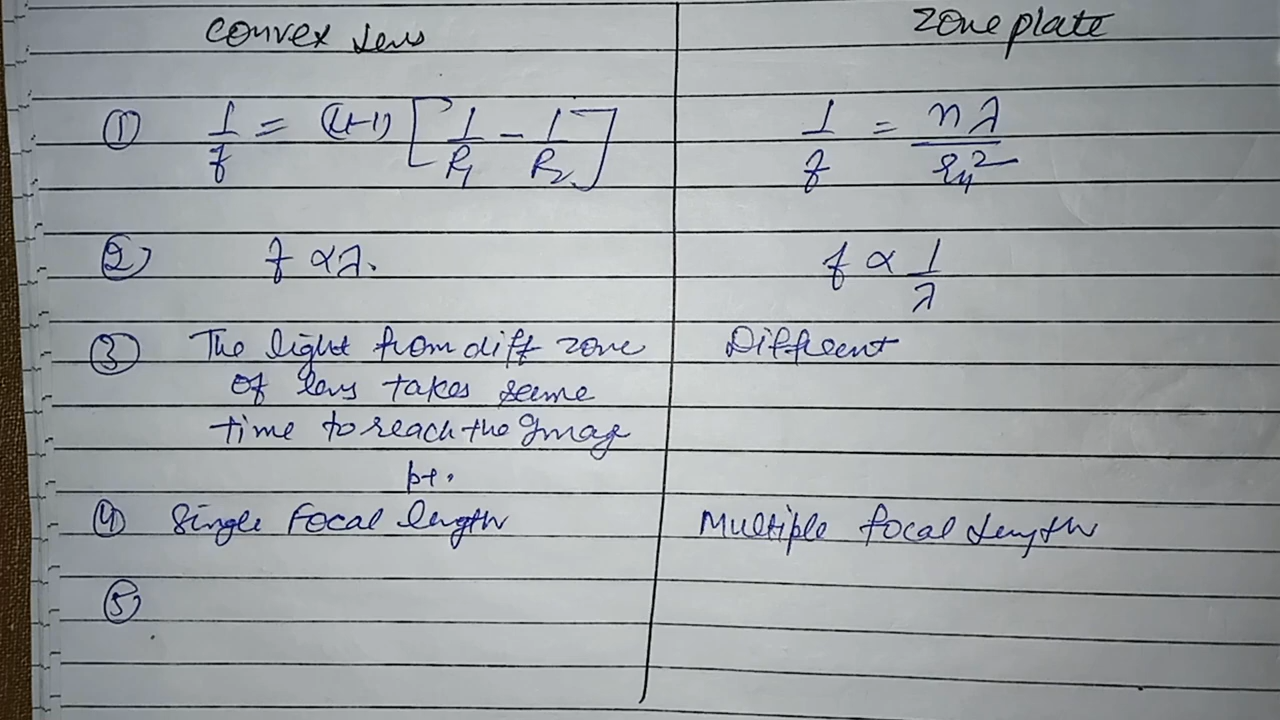 convex lens
zone plate
① 1/f = (μ-1) [1/R1 - 1/R2]
1/f = nλ/rn²
② f ∝ λ.
f ∝ 1/λ
③ The light from diff zone
of lens takes same
time to reach the Image
pt.
Different
④ Single Focal length
Multiple focal length
⑤